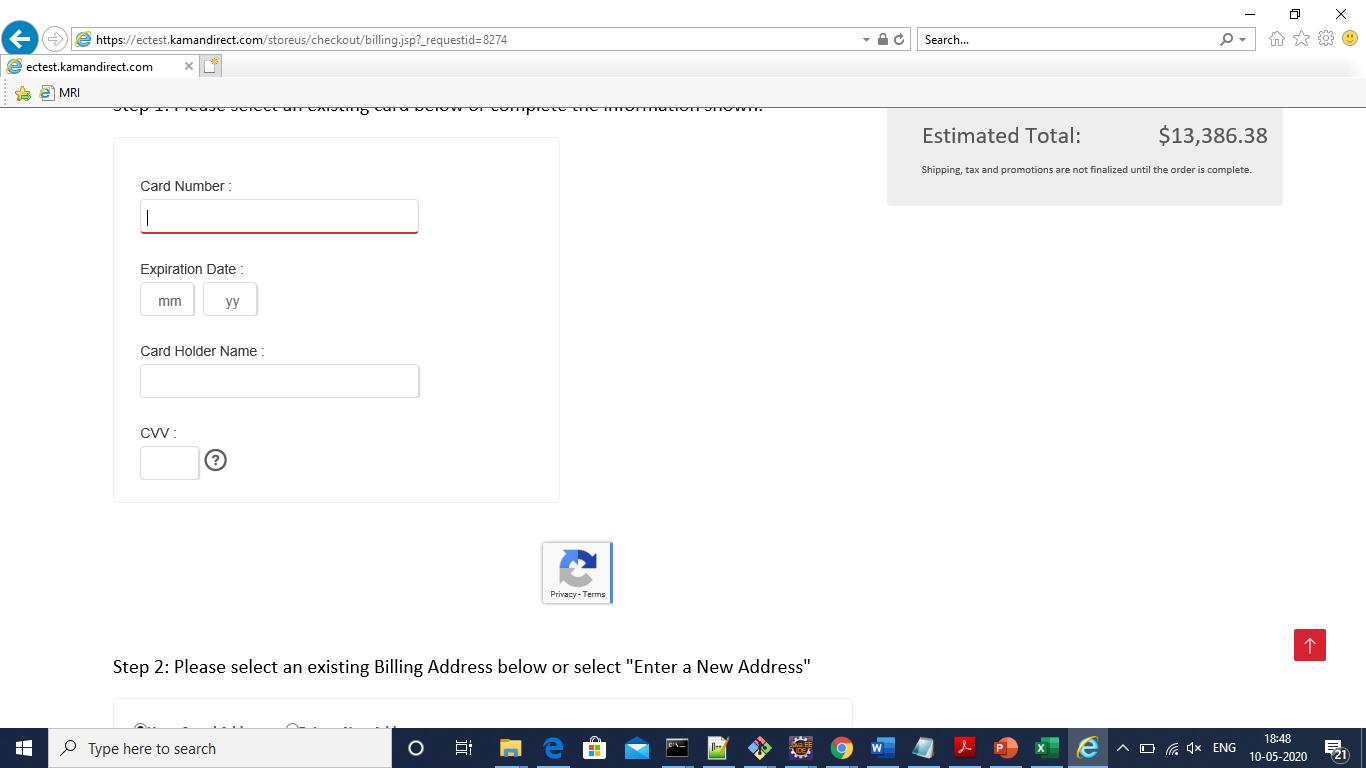 https://ectest.kamandirect.com/storeus/checkout/billing.jsp?_requestid=8274
Search...
ectest.kamandirect.com
MRI
Step 1: Please select an existing card below or complete the information shown.
Estimated Total: $13,386.38
Shipping, tax and promotions are not finalized until the order is complete.
Card Number :
Expiration Date :
mm yy
Card Holder Name :
CVV :
?
Privacy - Terms
Step 2: Please select an existing Billing Address below or select "Enter a New Address"
Type here to search
ENG
18:48
10-05-2020
21